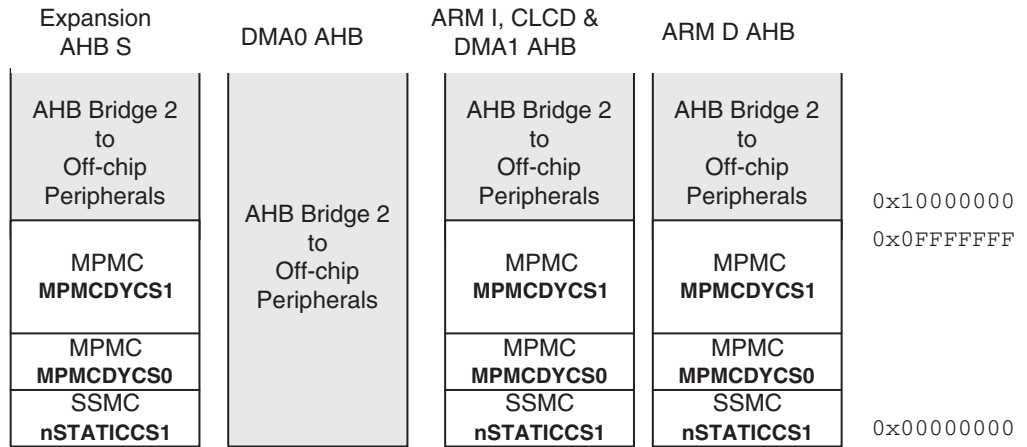 Expansion
AHB S
DMA0 AHB
ARM I, CLCD &
DMA1 AHB
ARM D AHB
AHB Bridge 2
to
Off-chip
Peripherals
MPMC
MPMCDYCS1
MPMC
MPMCDYCS0
SSMC
nSTATICCS1
AHB Bridge 2
to
Off-chip
Peripherals
AHB Bridge 2
to
Off-chip
Peripherals
MPMC
MPMCDYCS1
MPMC
MPMCDYCS0
SSMC
nSTATICCS1
AHB Bridge 2
to
Off-chip
Peripherals
MPMC
MPMCDYCS1
MPMC
MPMCDYCS0
SSMC
nSTATICCS1
0x10000000
0x0FFFFFFF
0x00000000